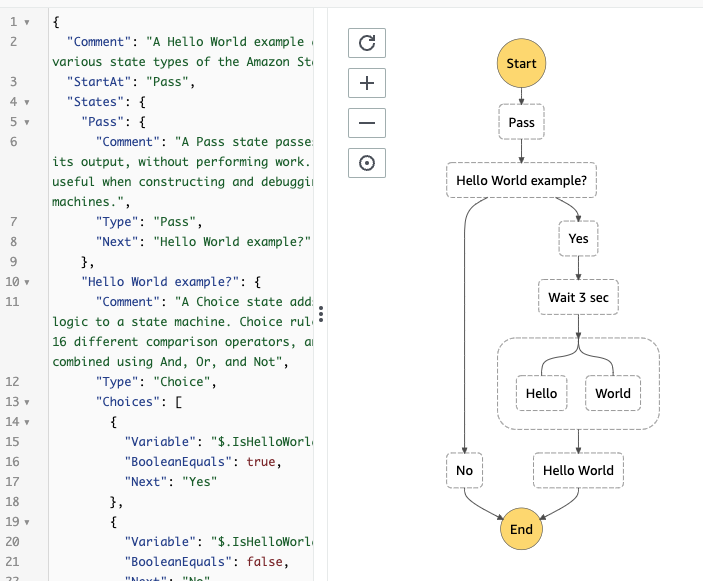 1 {
2 "Comment": "A Hello World example
various state types of the Amazon
3 "StartAt": "Pass",
4 "States": {
5 "Pass": {
6 "Comment": "A Pass state
its output, without performing work.
useful when constructing and
machines.",
7 "Type": "Pass",
8 "Next": "Hello World example?"
9 },
10 "Hello World example?": {
11 "Comment": "A Choice state
logic to a state machine. Choice
16 different comparison operators,
combined using And, Or, and Not",
12 "Type": "Choice",
13 "Choices": [
14 {
15 "Variable": "$.IsHelloWorl
16 "BooleanEquals": true,
17 "Next": "Yes"
18 },
19 {
20 "Variable": "$.IsHelloWorl
21 "BooleanEquals": false,
22 "Next": "No"
Start
Pass
Hello World example?
Yes
Wait 3 sec
Hello
World
No
Hello World
End